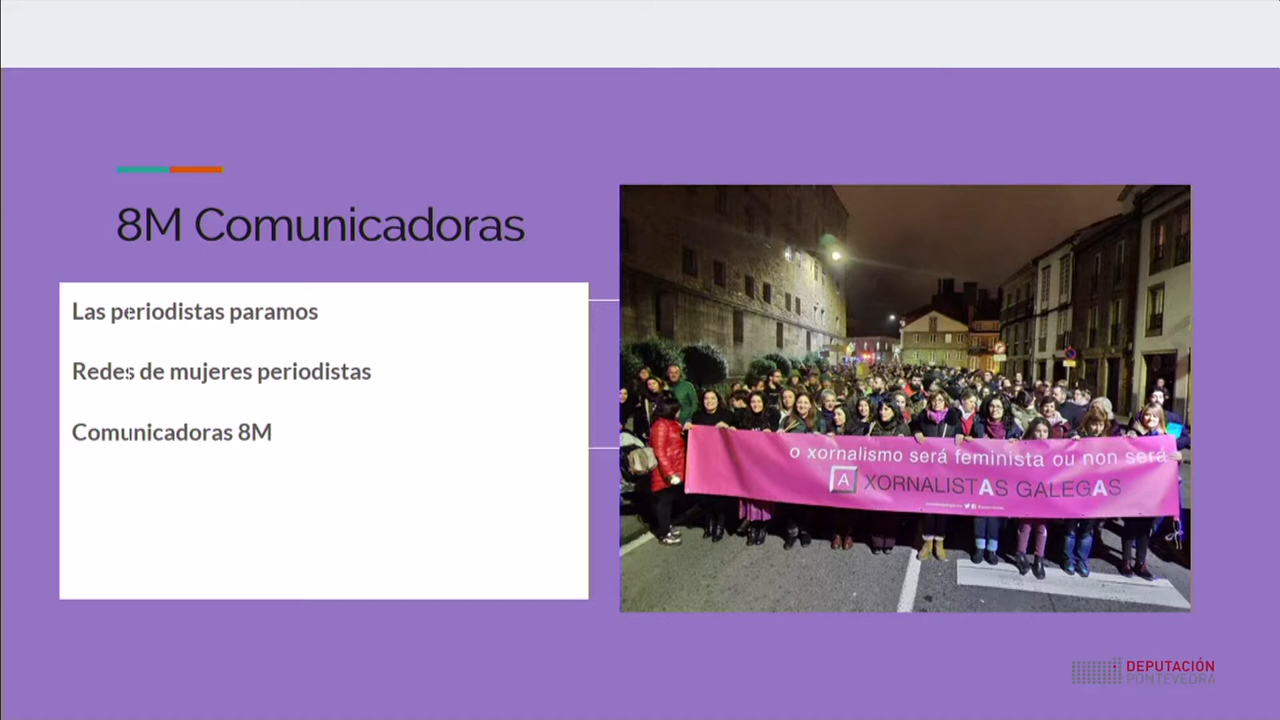 8M Comunicadoras
Las periodistas paramos
Redes de mujeres periodistas
Comunicadoras 8M
o xornalismo será feminista ou non será
A XORNALISTAS GALEGAS
DEPUTACIÓN
PONTEVEDRA